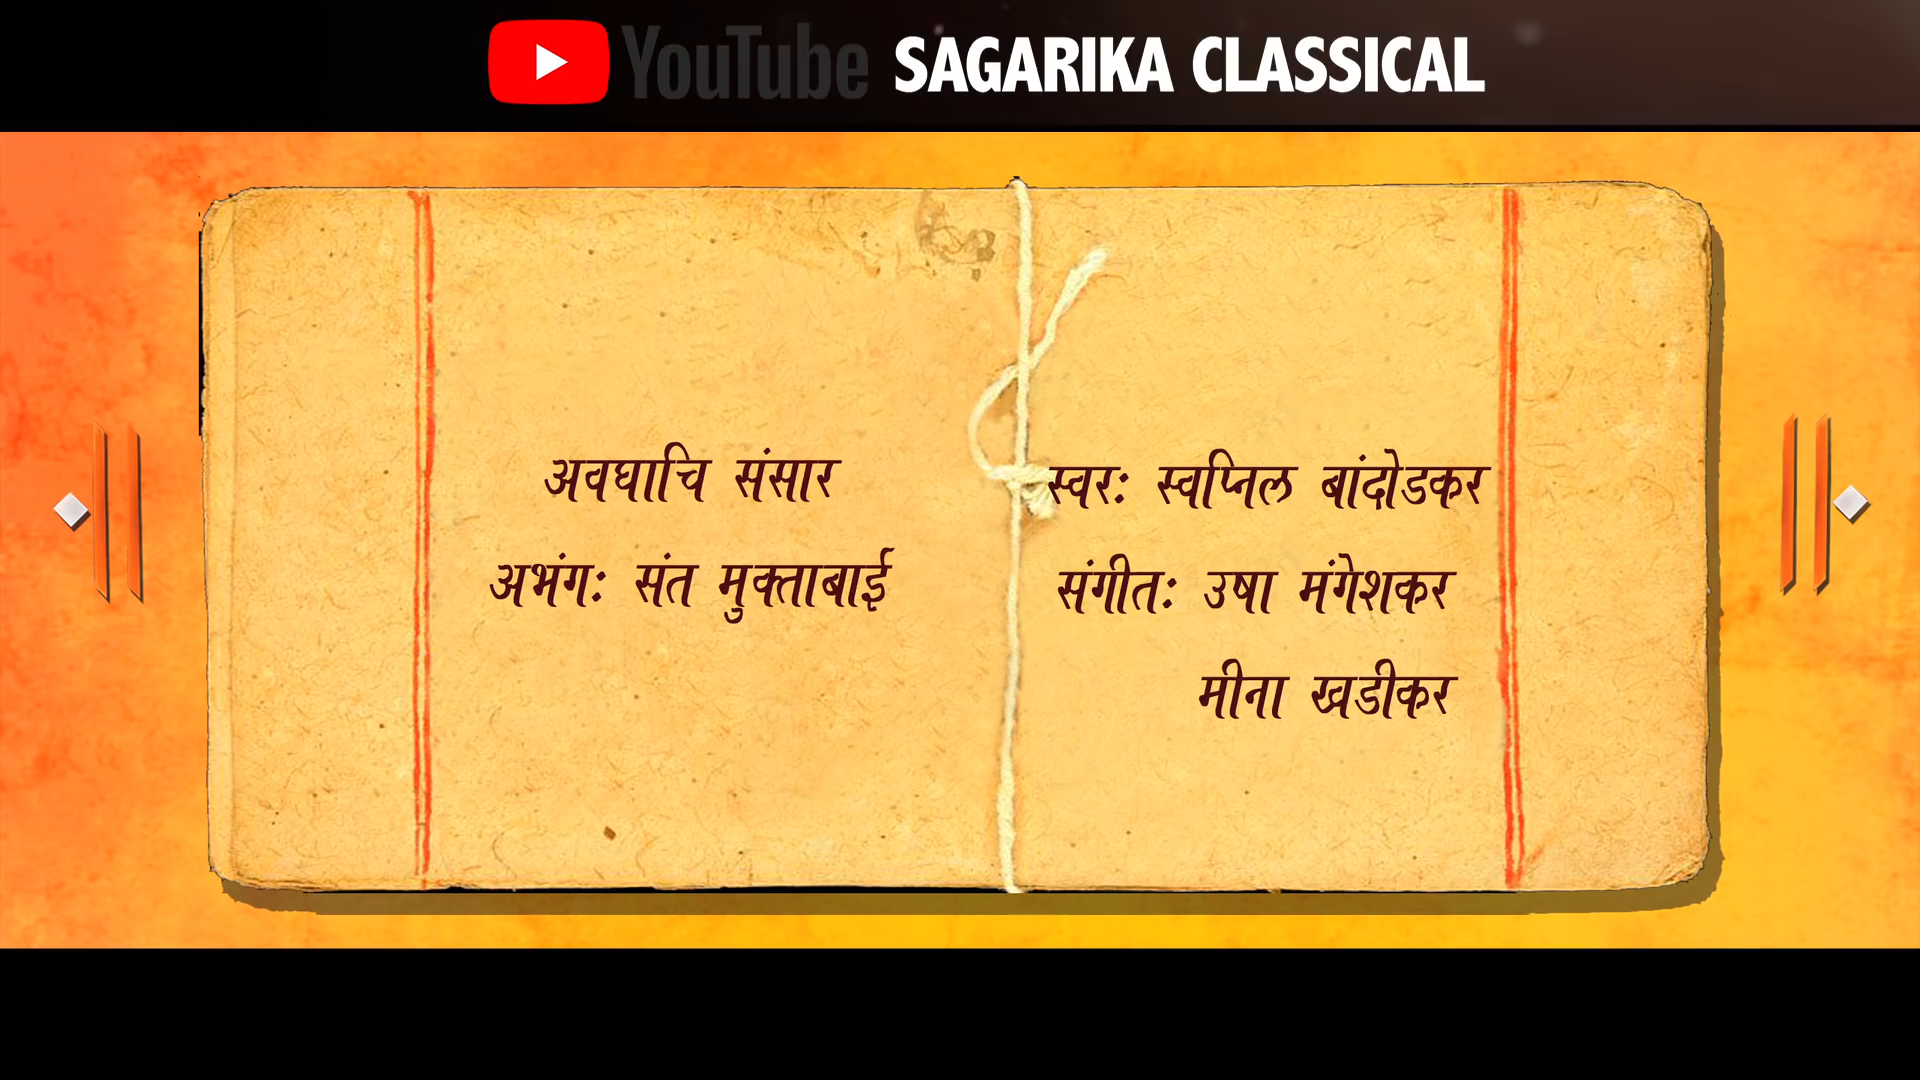 YouTube SAGARIKA CLASSICAL
अवघाचि संसार
अभंगः संत मुक्ताबाई
स्वरः स्वप्निल बांदोडकर
संगीतः उषा मंगेशकर
मीना खडीकर